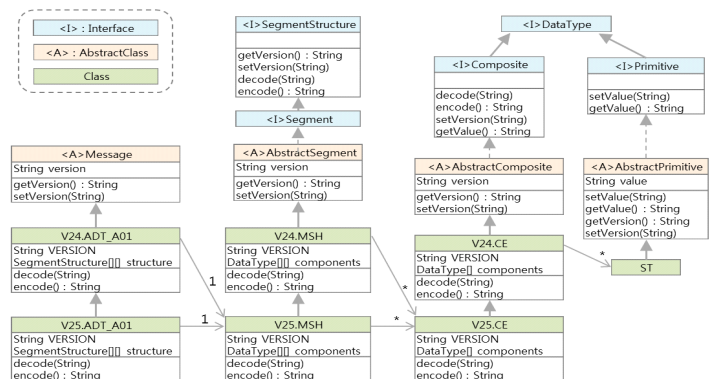 <I> : Interface
<A> : AbstractClass
Class
<I>SegmentStructure
getVersion() : String
setVersion(String)
decode(String)
encode() : String
<I>Segment
<I>DataType
<I>Composite
decode(String)
encode() : String
setVersion(String)
getValue() : String
<I>Primitive
setValue(String)
getValue() : String
<A>Message
String version
getVersion() : String
setVersion(String)
<A>AbstractSegment
String version
getVersion() : String
setVersion(String)
<A>AbstractComposite
String version
getVersion() : String
setVersion(String)
<A>AbstractPrimitive
String value
setValue(String)
getValue() : String
getVersion() : String
setVersion(String)
V24.ADT_A01
String VERSION
SegmentStructure[][] structure
decode(String)
encode() : String
V24.MSH
String VERSION
DataType[][] components
decode(String)
encode() : String
V24.CE
String VERSION
DataType[] components
decode(String)
encode() : String
ST
1
*
*
V25.ADT_A01
String VERSION
SegmentStructure[][] structure
decode(String)
encode() : String
1
V25.MSH
String VERSION
DataType[][] components
decode(String)
encode() : String
*
V25.CE
String VERSION
DataType[] components
decode(String)
encode() : String